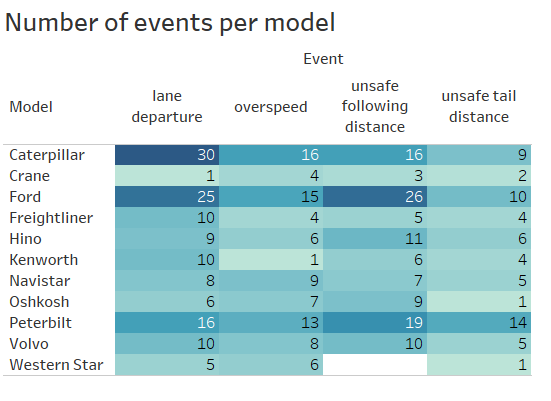 Number of events per model
Event
Model lane departure overspeed unsafe following distance unsafe tail distance
Caterpillar 30 16 16 9
Crane 1 4 3 2
Ford 25 15 26 10
Freightliner 10 4 5 4
Hino 9 6 11 6
Kenworth 10 1 6 4
Navistar 8 9 7 5
Oshkosh 6 7 9 1
Peterbilt 16 13 19 14
Volvo 10 8 10 5
Western Star 5 6 1